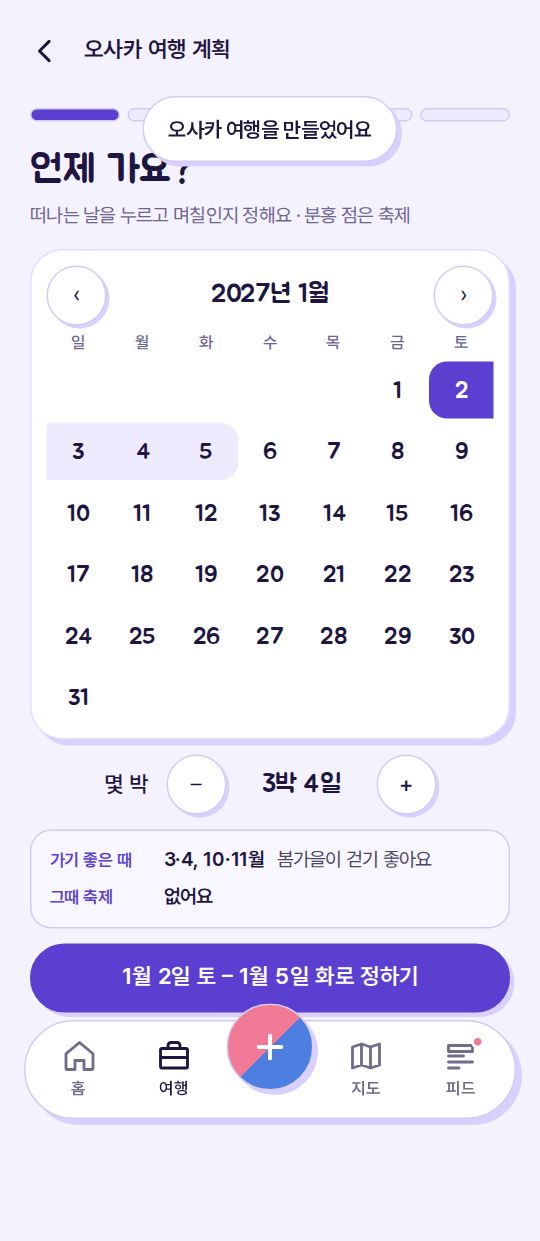 오사카 여행 계획
오사카 여행을 만들었어요
언제 가요?
떠나는 날을 누르고 며칠인지 정해요 · 분홍 점은 축제
‹ 2027년 1월 ›
일 월 화 수 목 금 토
1 2
3 4 5 6 7 8 9
10 11 12 13 14 15 16
17 18 19 20 21 22 23
24 25 26 27 28 29 30
31
몇 박 − 3박 4일 +
가기 좋은 때 3·4, 10·11월 봄가을이 걷기 좋아요
그때 축제 없어요
1월 2일 토 – 1월 5일 화로 정하기
홈 여행 + 지도 피드